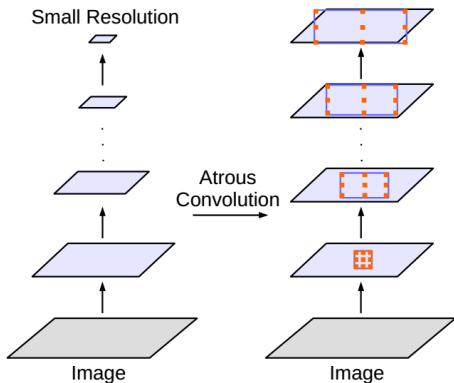 Small Resolution
Atrous
Convolution
Image
Image